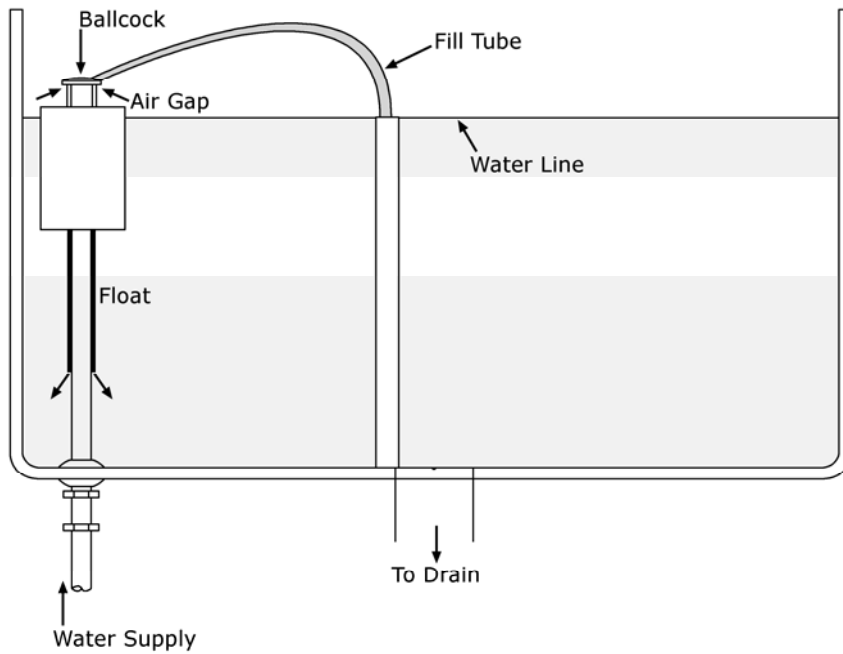 Ballcock
Fill Tube
Air Gap
Water Line
Float
To Drain
Water Supply